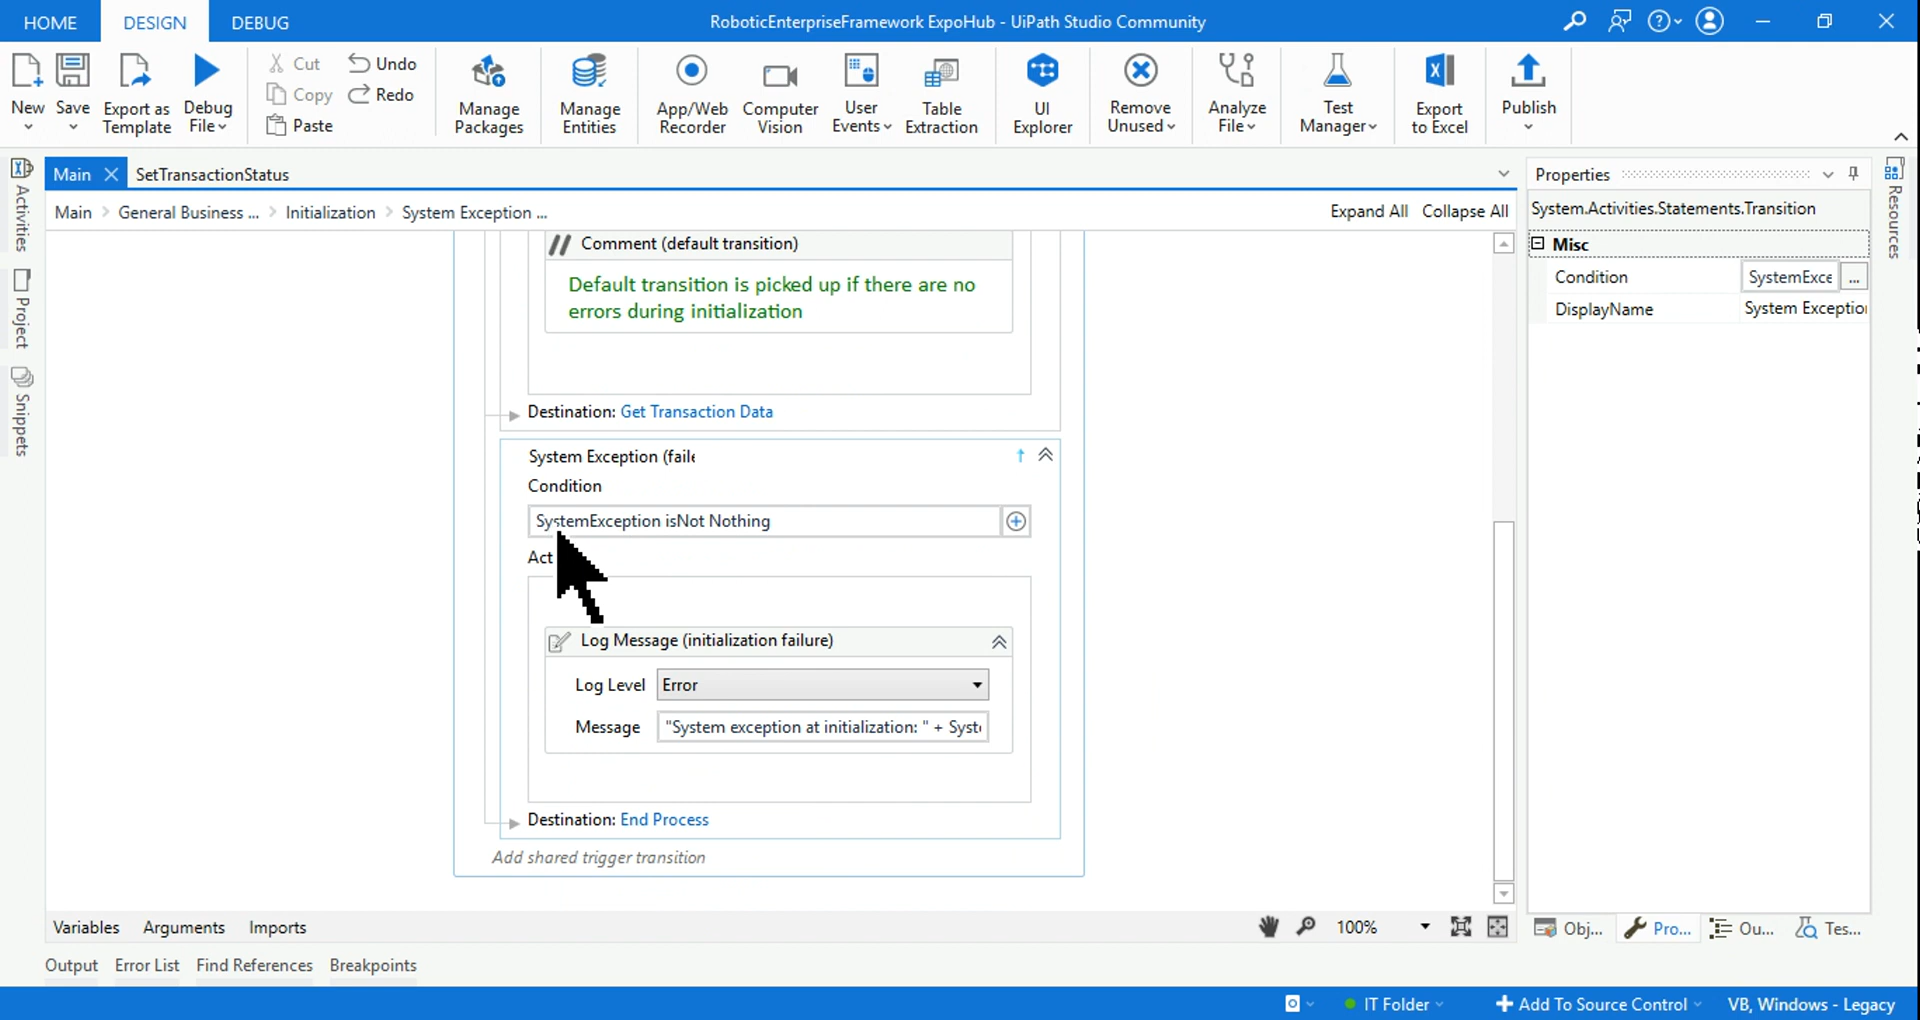 HOME DESIGN DEBUG
RoboticEnterpriseFramework ExpoHub - UiPath Studio Community
New
Save
Export as
Template
Debug
File
Cut
Copy
Paste
Undo
Redo
Manage
Packages
Manage
Entities
App/Web
Recorder
Computer
Vision
User
Events
Table
Extraction
UI
Explorer
Remove
Unused
Analyze
File
Test
Manager
Export
to Excel
Publish
Activities
Project
Snippets
Main SetTransactionStatus
Main General Business ... Initialization System Exception ...
Expand All Collapse All
Comment (default transition)
Default transition is picked up if there are no
errors during initialization
Destination: Get Transaction Data
System Exception (faile
Condition
SystemException isNot Nothing
Act
Log Message (initialization failure)
Log Level Error
Message "System exception at initialization: " + Syst
Destination: End Process
Add shared trigger transition
Properties
System.Activities.Statements.Transition
Misc
Condition SystemExce ...
DisplayName System Exceptio
Resources
Variables Arguments Imports
100%
Obj... Pro... Ou... Tes...
Output Error List Find References Breakpoints
IT Folder Add To Source Control VB, Windows - Legacy